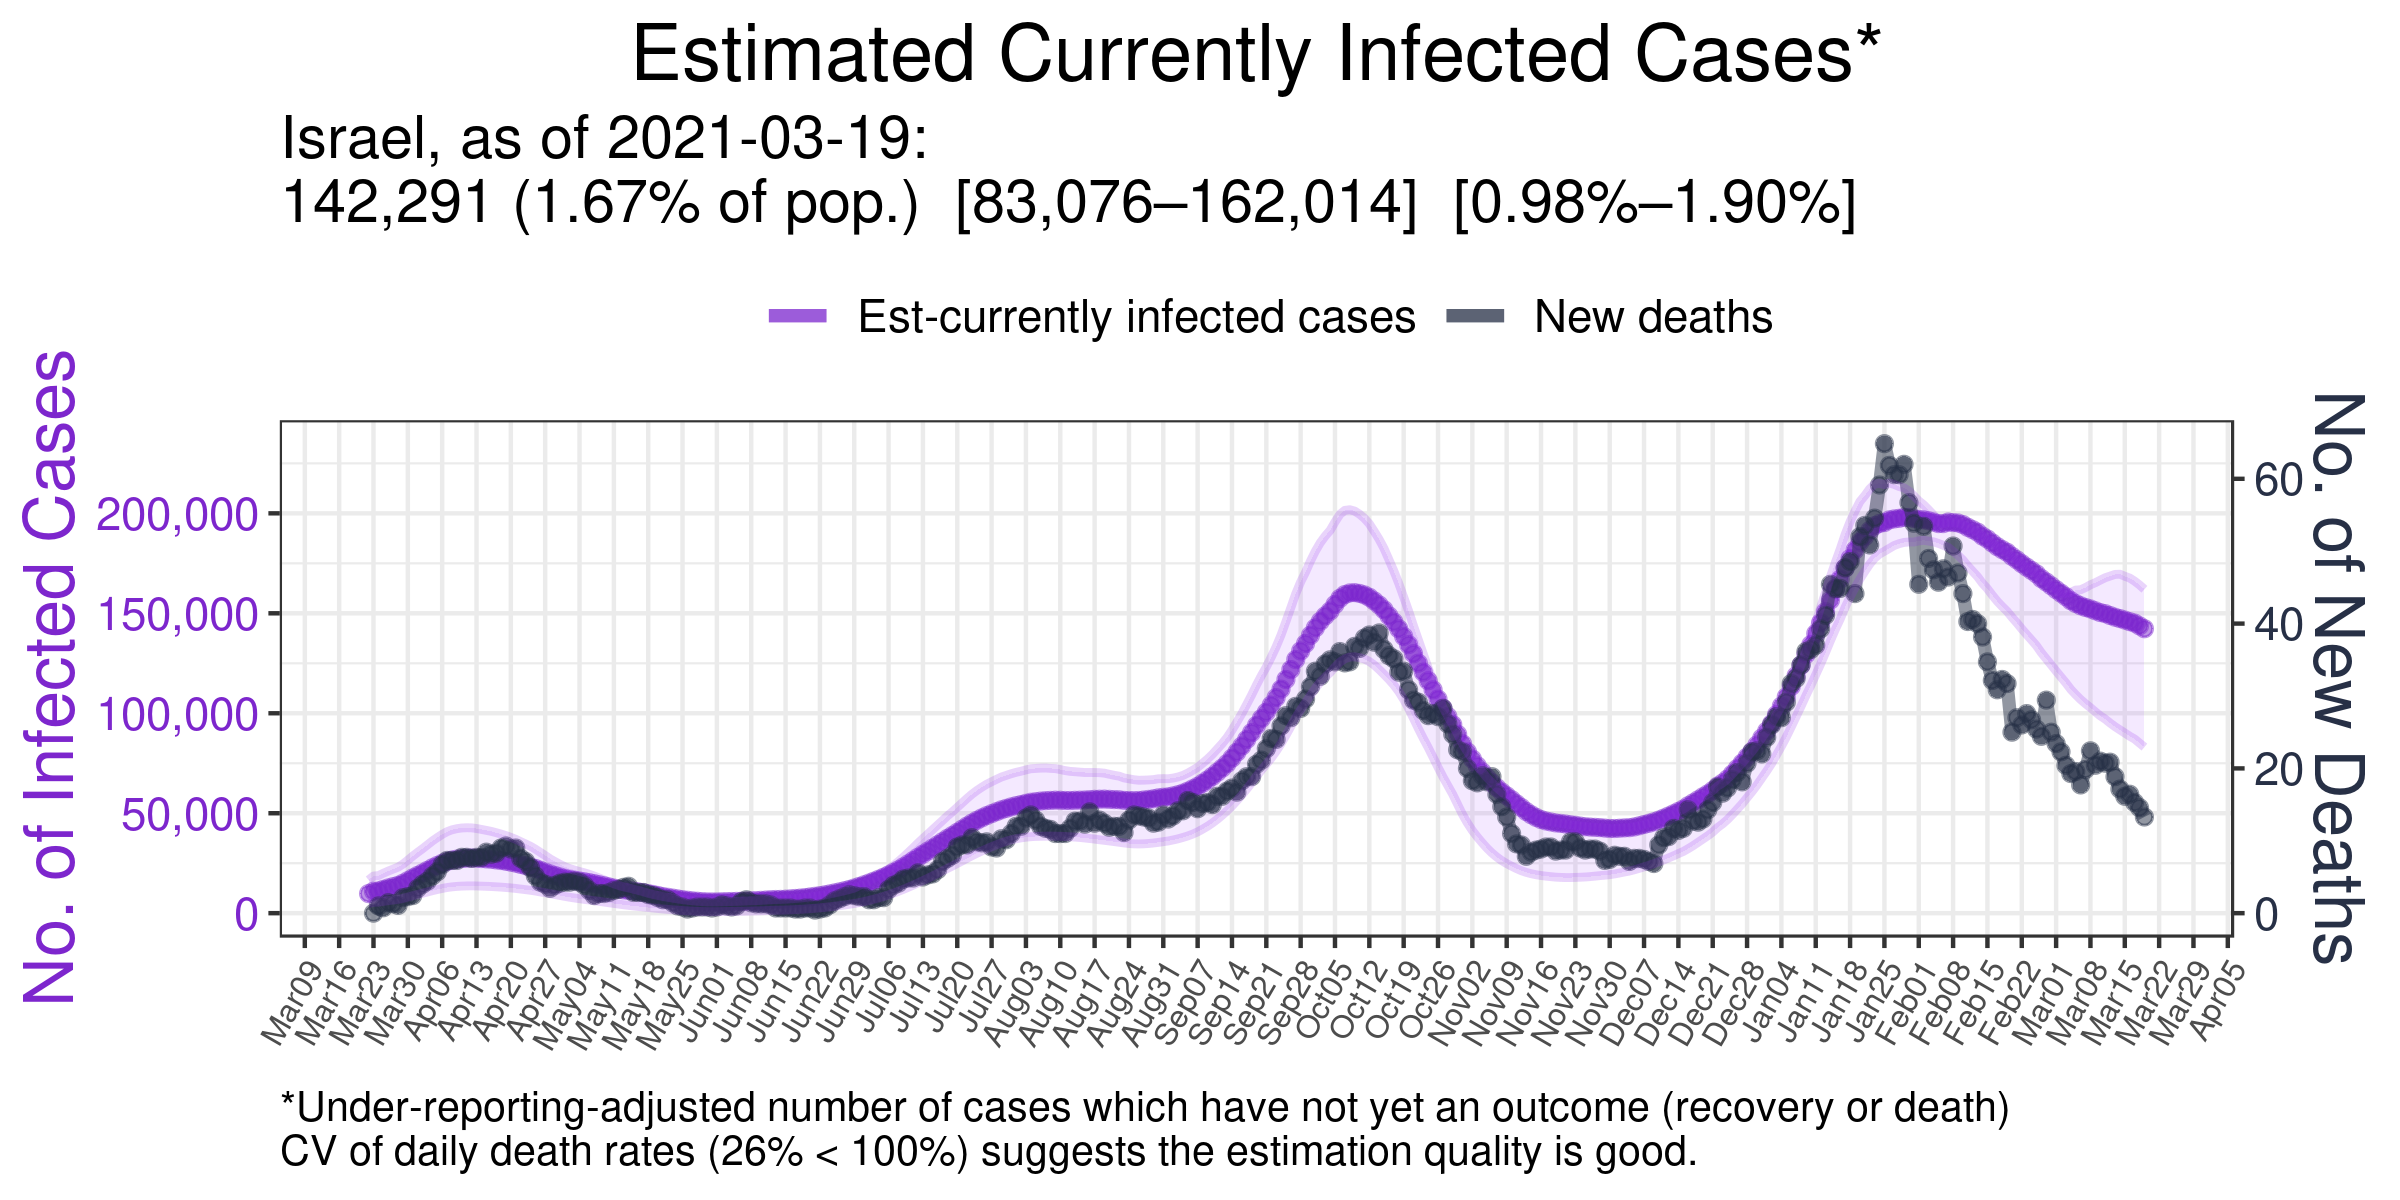 Estimated Currently Infected Cases*
Israel, as of 2021-03-19:
142,291 (1.67% of pop.)  [83,076–162,014]  [0.98%–1.90%]
Est-currently infected cases
New deaths
No. of Infected Cases
200,000
150,000
100,000
50,000
0
60
40
20
0
No. of New Deaths
Mar09
Mar16
Mar23
Mar30
Apr06
Apr13
Apr20
Apr27
May04
May11
May18
May25
Jun01
Jun08
Jun15
Jun22
Jun29
Jul06
Jul13
Jul20
Jul27
Aug03
Aug10
Aug17
Aug24
Aug31
Sep07
Sep14
Sep21
Sep28
Oct05
Oct12
Oct19
Oct26
Nov02
Nov09
Nov16
Nov23
Nov30
Dec07
Dec14
Dec21
Dec28
Jan04
Jan11
Jan18
Jan25
Feb01
Feb08
Feb15
Feb22
Mar01
Mar08
Mar15
Mar22
Mar29
Apr05
*Under-reporting-adjusted number of cases which have not yet an outcome (recovery or death)
CV of daily death rates (26% < 100%) suggests the estimation quality is good.